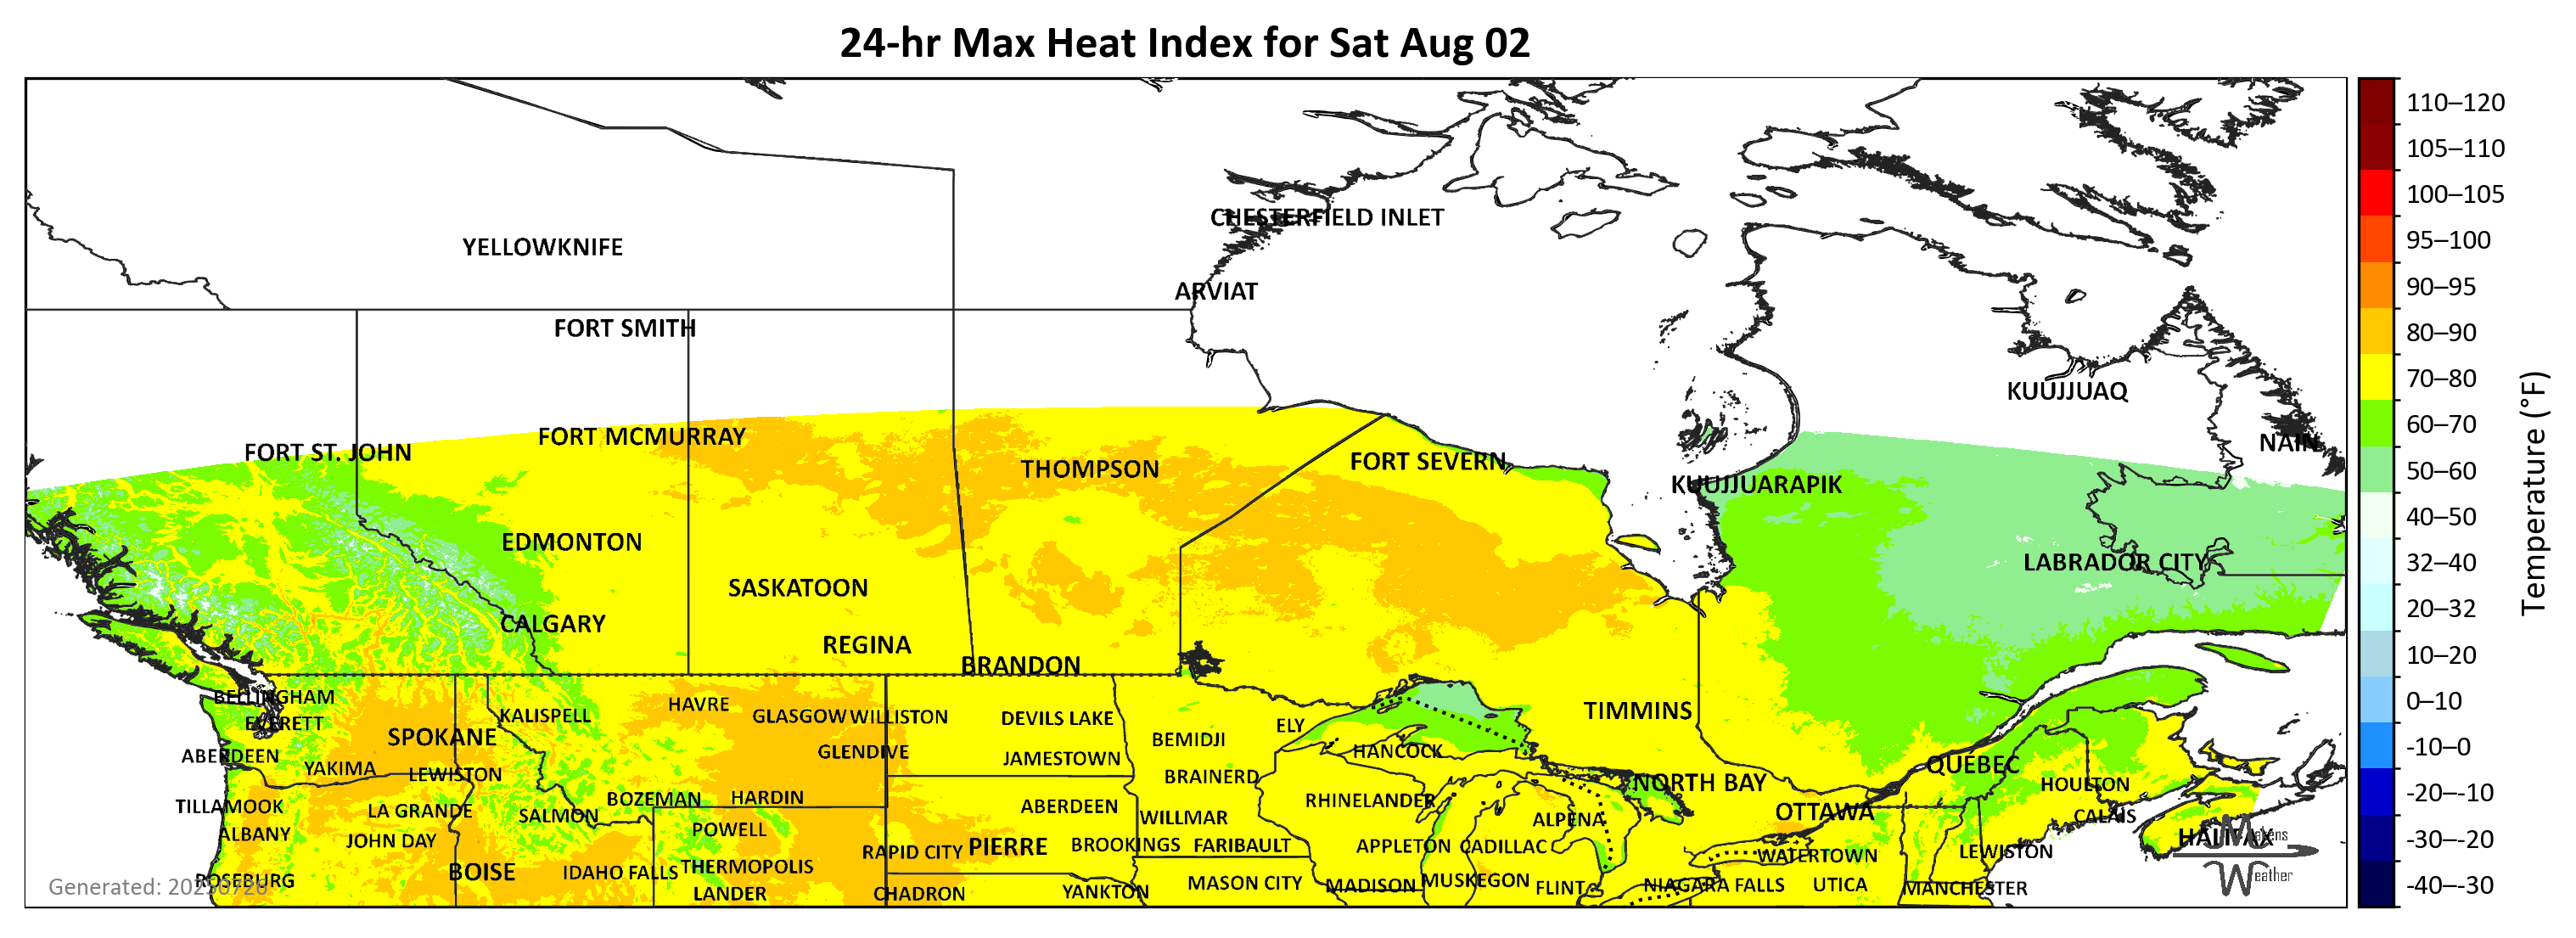 24-hr Max Heat Index for Sat Aug 02
CHESTERFIELD INLET
YELLOWKNIFE
ARVIAT
FORT SMITH
KUUJJUAQ
FORT MCMURRAY
NAIN
FORT ST. JOHN
THOMPSON
FORT SEVERN
KUUJJUARAPIK
EDMONTON
LABRADOR CITY
SASKATOON
CALGARY
REGINA
BRANDON
BELLINGHAM
HAVRE
KALISPELL
GLASGOW
WILLISTON
DEVILS LAKE
TIMMINS
EVERETT
ELY
SPOKANE
BEMIDJI
GLENDIVE
HANCOCK
ABERDEEN
JAMESTOWN
QUÉBEC
YAKIMA
LEWISTON
BRAINERD
NORTH BAY
HOULTON
BOZEMAN
HARDIN
RHINELANDER
TILLAMOOK
LA GRANDE
SALMON
ABERDEEN
WILLMAR
ALPENA
OTTAWA
CALAIS
ALBANY
JOHN DAY
POWELL
HALIFAX
Makens
RAPID CITY
PIERRE
BROOKINGS
FARIBAULT
APPLETON
CADILLAC
WATERTOWN
LEWISTON
BOISE
IDAHO FALLS
THERMOPOLIS
Weather
Generated: 20250726
ROSEBURG
LANDER
CHADRON
YANKTON
MASON CITY
MADISON
MUSKEGON
FLINT
NIAGARA FALLS
UTICA
MANCHESTER
110–120
105–110
100–105
95–100
90–95
80–90
70–80
60–70
50–60
40–50
32–40
20–32
10–20
0–10
-10–0
-20–-10
-30–-20
-40–-30
Temperature (°F)